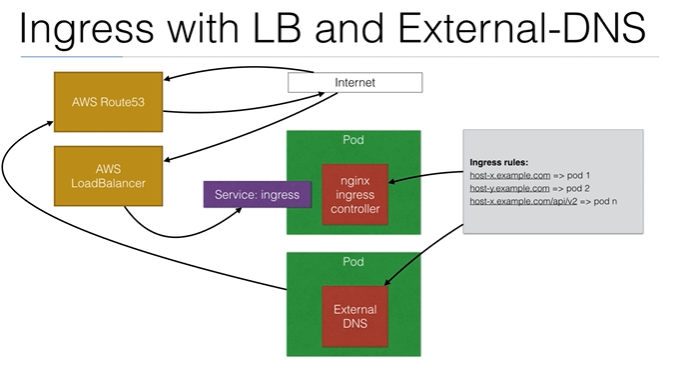 Ingress with LB and External-DNS
Internet
AWS Route53
Pod
AWS
LoadBalancer
Service: ingress
nginx
ingress
controller
Ingress rules:
host-x.example.com => pod 1
host-y.example.com => pod 2
host-x.example.com/api/v2 => pod n
Pod
External
DNS